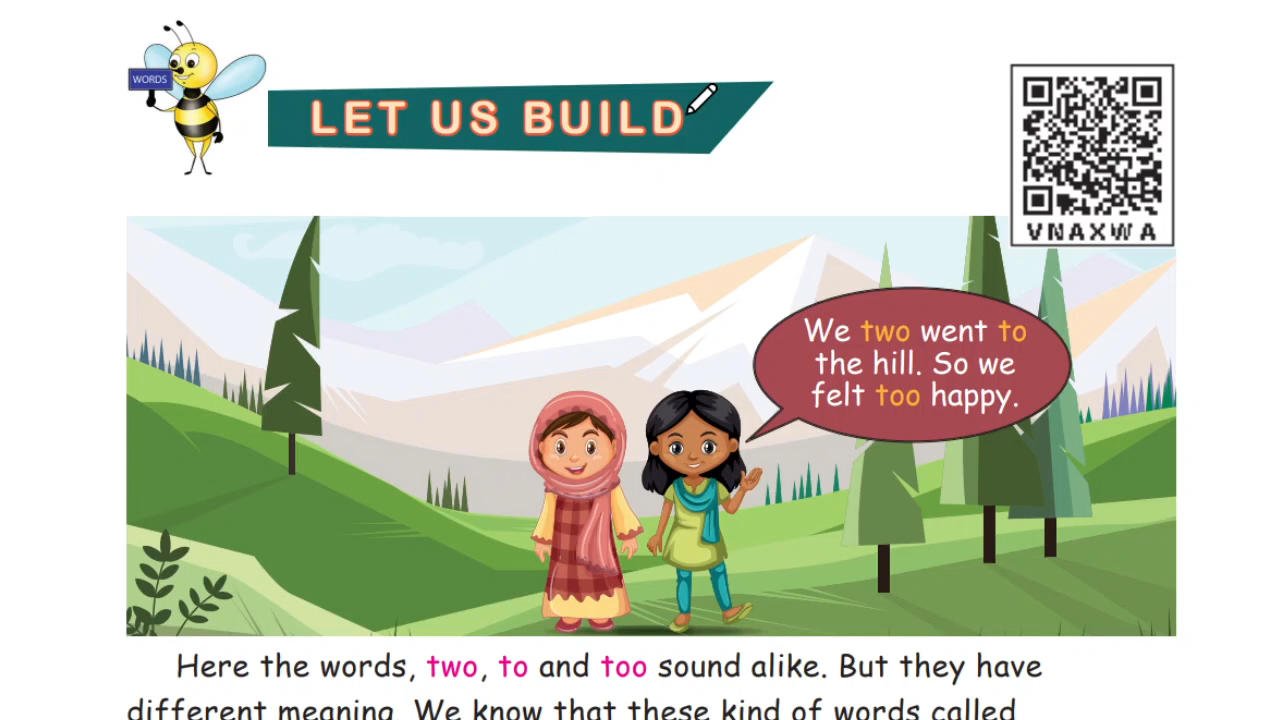 WORDS
LET US BUILD
VNAXWA
We two went to
the hill. So we
felt too happy.
Here the words, two, to and too sound alike. But they have
different meaning. We know that these kind of words called